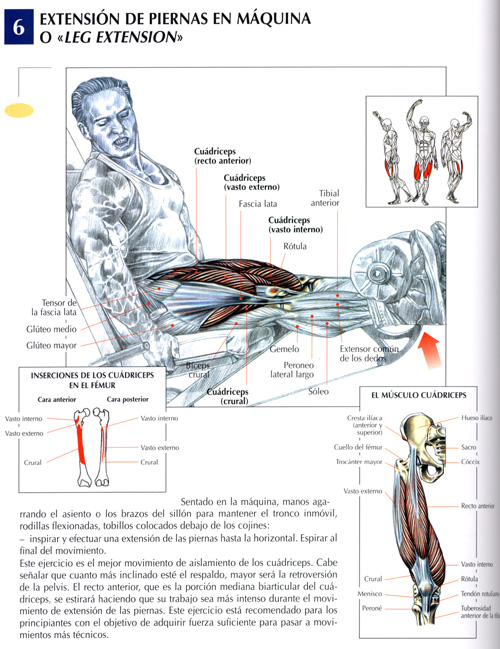 6
EXTENSIÓN DE PIERNAS EN MÁQUINA
O «LEG EXTENSION»
Cuádriceps
(recto anterior)
Cuádriceps
(vasto externo)
Fascia lata
Tibial
anterior
Cuádriceps
(vasto interno)
Rótula
Tensor de
la fascia lata
Glúteo medio
Glúteo mayor
Bíceps
crural
Cuádriceps
(crural)
Gemelo
Peroneo
lateral largo
Sóleo
Extensor común
de los dedos
INSERCIONES DE LOS CUÁDRICEPS
EN EL FÉMUR
Cara anterior
Cara posterior
Vasto interno
Vasto externo
Crural
Vasto interno
Vasto externo
Crural
EL MÚSCULO CUÁDRICEPS
Cresta ilíaca
(anterior y
superior)
Cuello del fémur
Trocánter mayor
Vasto externo
Crural
Menisco
Peroné
Hueso ilíaco
Sacro
Cóccix
Recto anterior
Vasto interno
Rótula
Tendón rotuliano
Tuberosidad
anterior de la
Sentado en la máquina, manos aga-
rrando el asiento o los brazos del sillón para mantener el tronco inmóvil,
rodillas flexionadas, tobillos colocados debajo de los cojines:
– inspirar y efectuar una extensión de las piernas hasta la horizontal. Espirar al
final del movimiento.
Este ejercicio es el mejor movimiento de aislamiento de los cuádriceps. Cabe
señalar que cuanto más inclinado esté el respaldo, mayor será la retroversión
de la pelvis. El recto anterior, que es la porción mediana biarticular del cuá-
driceps, se estirará haciendo que su trabajo sea más intenso durante el movi-
miento de extensión de las piernas. Este ejercicio está recomendado para los
principiantes con el objetivo de adquirir fuerza suficiente para pasar a mo-
vimientos más técnicos.